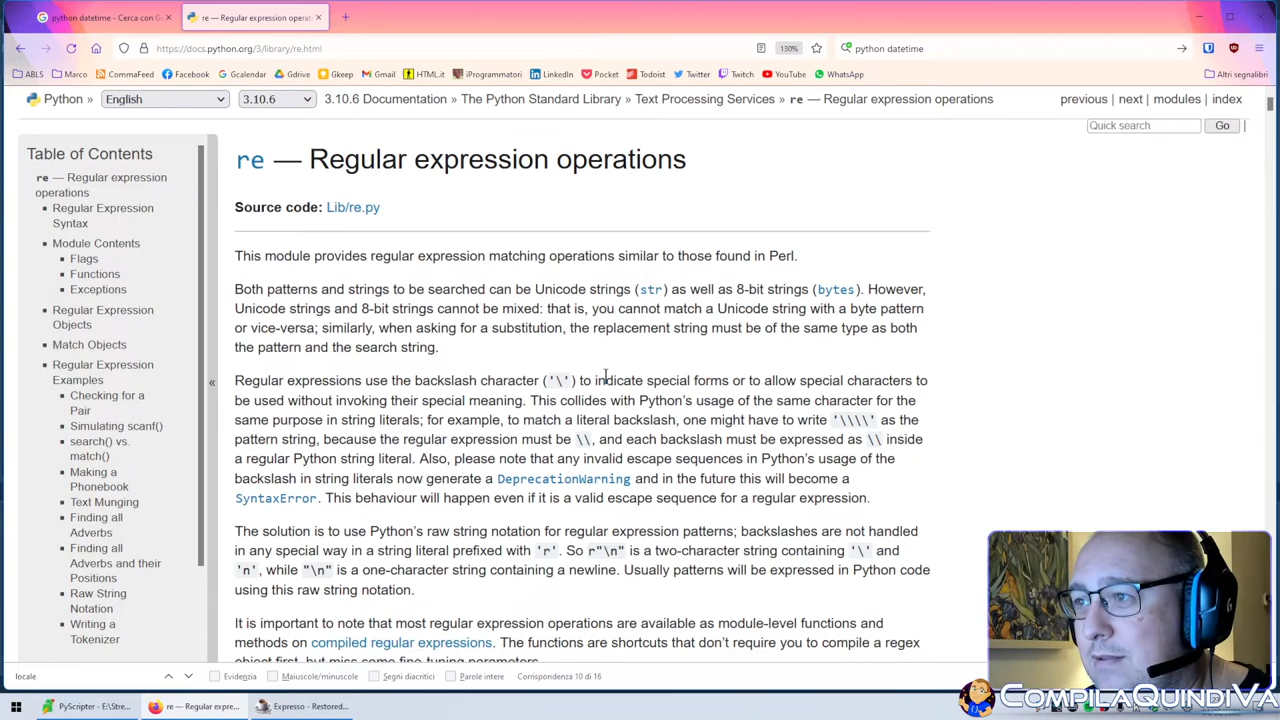 python datetime - Cerca con G
re — Regular expression operat
https://docs.python.org/3/library/re.html
130%
python datetime
ABLS
Marco
CommaFeed
Facebook
Gcalendar
Gdrive
Gkeep
Gmail
HTML.it
iProgrammatori
LinkedIn
Pocket
Todoist
Twitter
Twitch
YouTube
WhatsApp
Altri segnalibri
Python »
English
3.10.6
3.10.6 Documentation » The Python Standard Library » Text Processing Services » re — Regular expression operations
previous | next | modules | index
Quick search
Go
|
Table of Contents
re — Regular expression
operations
Regular Expression
Syntax
Module Contents
Flags
Functions
Exceptions
Regular Expression
Objects
Match Objects
Regular Expression
Examples
Checking for a
Pair
Simulating scanf()
search() vs.
match()
Making a
Phonebook
Text Munging
Finding all
Adverbs
Finding all
Adverbs and their
Positions
Raw String
Notation
Writing a
Tokenizer
«
re — Regular expression operations
Source code: Lib/re.py
This module provides regular expression matching operations similar to those found in Perl.
Both patterns and strings to be searched can be Unicode strings (str) as well as 8-bit strings (bytes). However,
Unicode strings and 8-bit strings cannot be mixed: that is, you cannot match a Unicode string with a byte pattern
or vice-versa; similarly, when asking for a substitution, the replacement string must be of the same type as both
the pattern and the search string.
Regular expressions use the backslash character ('\') to indicate special forms or to allow special characters to
be used without invoking their special meaning. This collides with Python's usage of the same character for the
same purpose in string literals; for example, to match a literal backslash, one might have to write '\\\\' as the
pattern string, because the regular expression must be \\, and each backslash must be expressed as \\ inside
a regular Python string literal. Also, please note that any invalid escape sequences in Python's usage of the
backslash in string literals now generate a DeprecationWarning and in the future this will become a
SyntaxError. This behaviour will happen even if it is a valid escape sequence for a regular expression.
The solution is to use Python's raw string notation for regular expression patterns; backslashes are not handled
in any special way in a string literal prefixed with 'r'. So r"\n" is a two-character string containing '\' and
'n', while "\n" is a one-character string containing a newline. Usually patterns will be expressed in Python code
using this raw string notation.
It is important to note that most regular expression operations are available as module-level functions and
methods on compiled regular expressions. The functions are shortcuts that don't require you to compile a regex
object first, but miss some fine-tuning parameters.
locale
Evidenzia
Maiuscole/minuscole
Segni diacritici
Parole intere
Corrispondenza 10 di 16
PyScripter - E:\Stre...
re — Regular expre...
Expresso - Restored...
COMPILAQUINDIVA